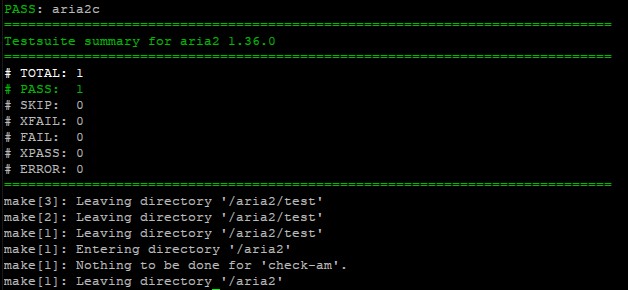 PASS: aria2c
============================================================================
Testsuite summary for aria2 1.36.0
============================================================================
# TOTAL: 1
# PASS:  1
# SKIP:  0
# XFAIL: 0
# FAIL:  0
# XPASS: 0
# ERROR: 0
============================================================================
make[3]: Leaving directory '/aria2/test'
make[2]: Leaving directory '/aria2/test'
make[1]: Leaving directory '/aria2/test'
make[1]: Entering directory '/aria2'
make[1]: Nothing to be done for 'check-am'.
make[1]: Leaving directory '/aria2'